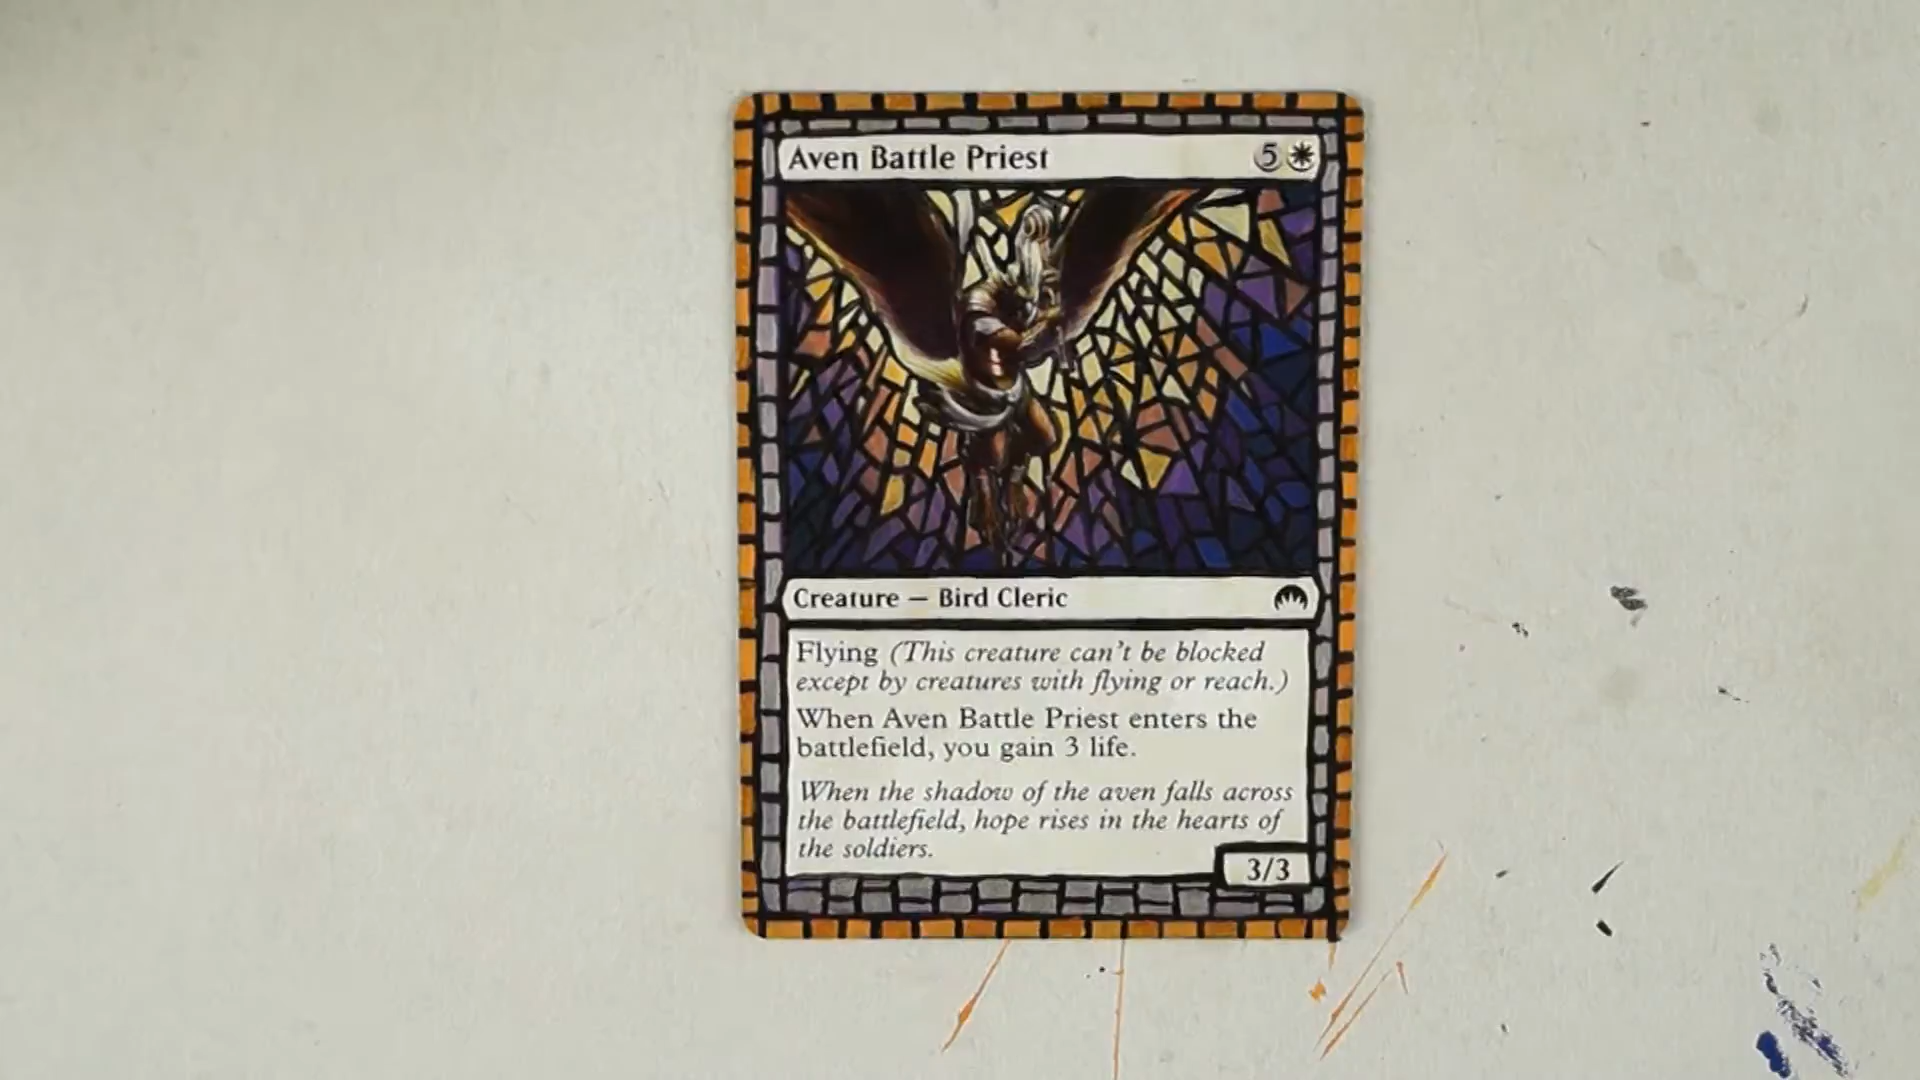 Aven Battle Priest 5
Creature — Bird Cleric
Flying (This creature can't be blocked
except by creatures with flying or reach.)
When Aven Battle Priest enters the
battlefield, you gain 3 life.
When the shadow of the aven falls across
the battlefield, hope rises in the hearts of
the soldiers.
3/3